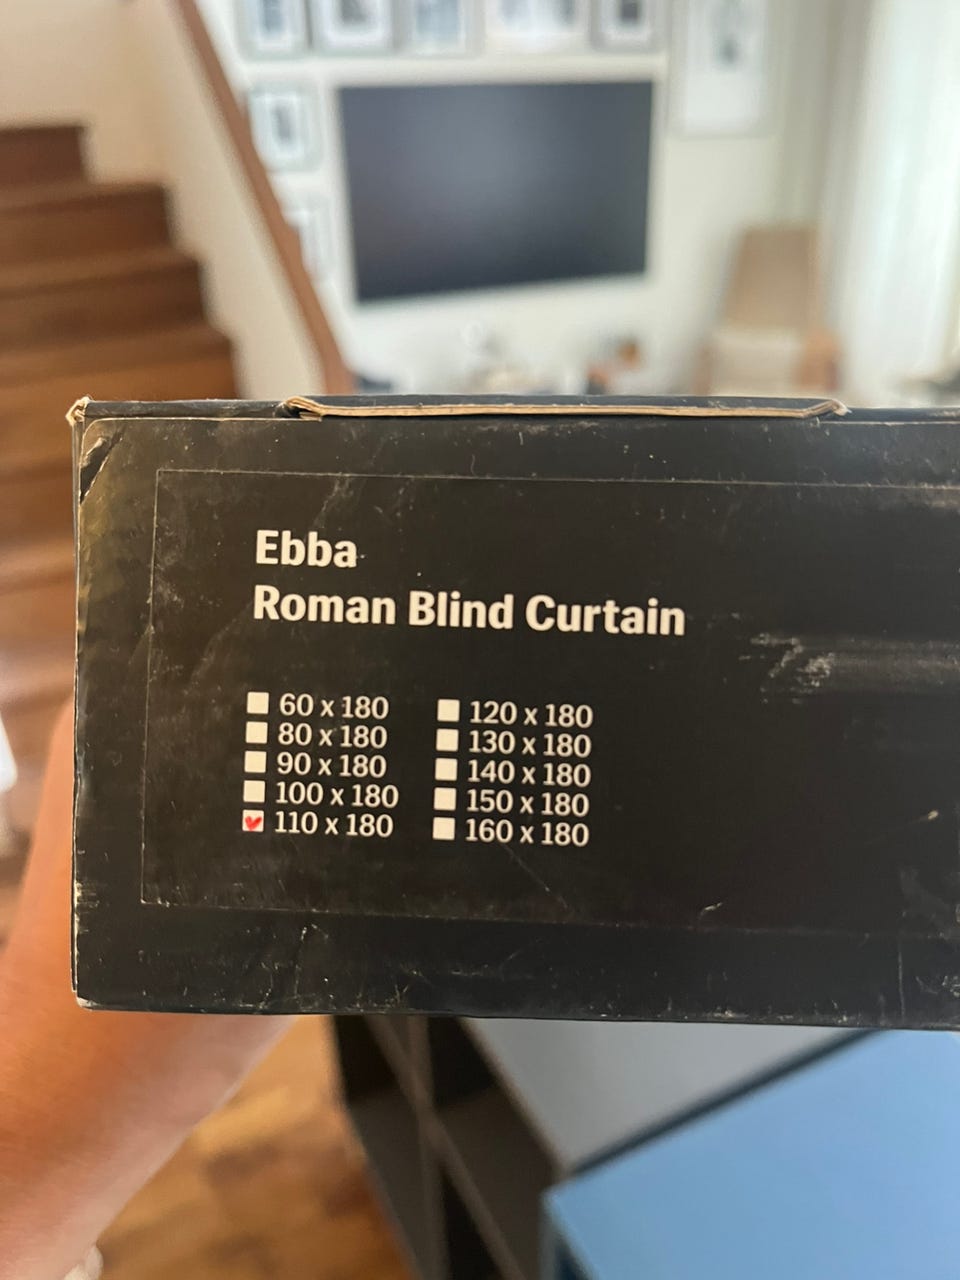 Ebba
Roman Blind Curtain
60 x 180
80 x 180
90 x 180
100 x 180
110 x 180
120 x 180
130 x 180
140 x 180
150 x 180
160 x 180